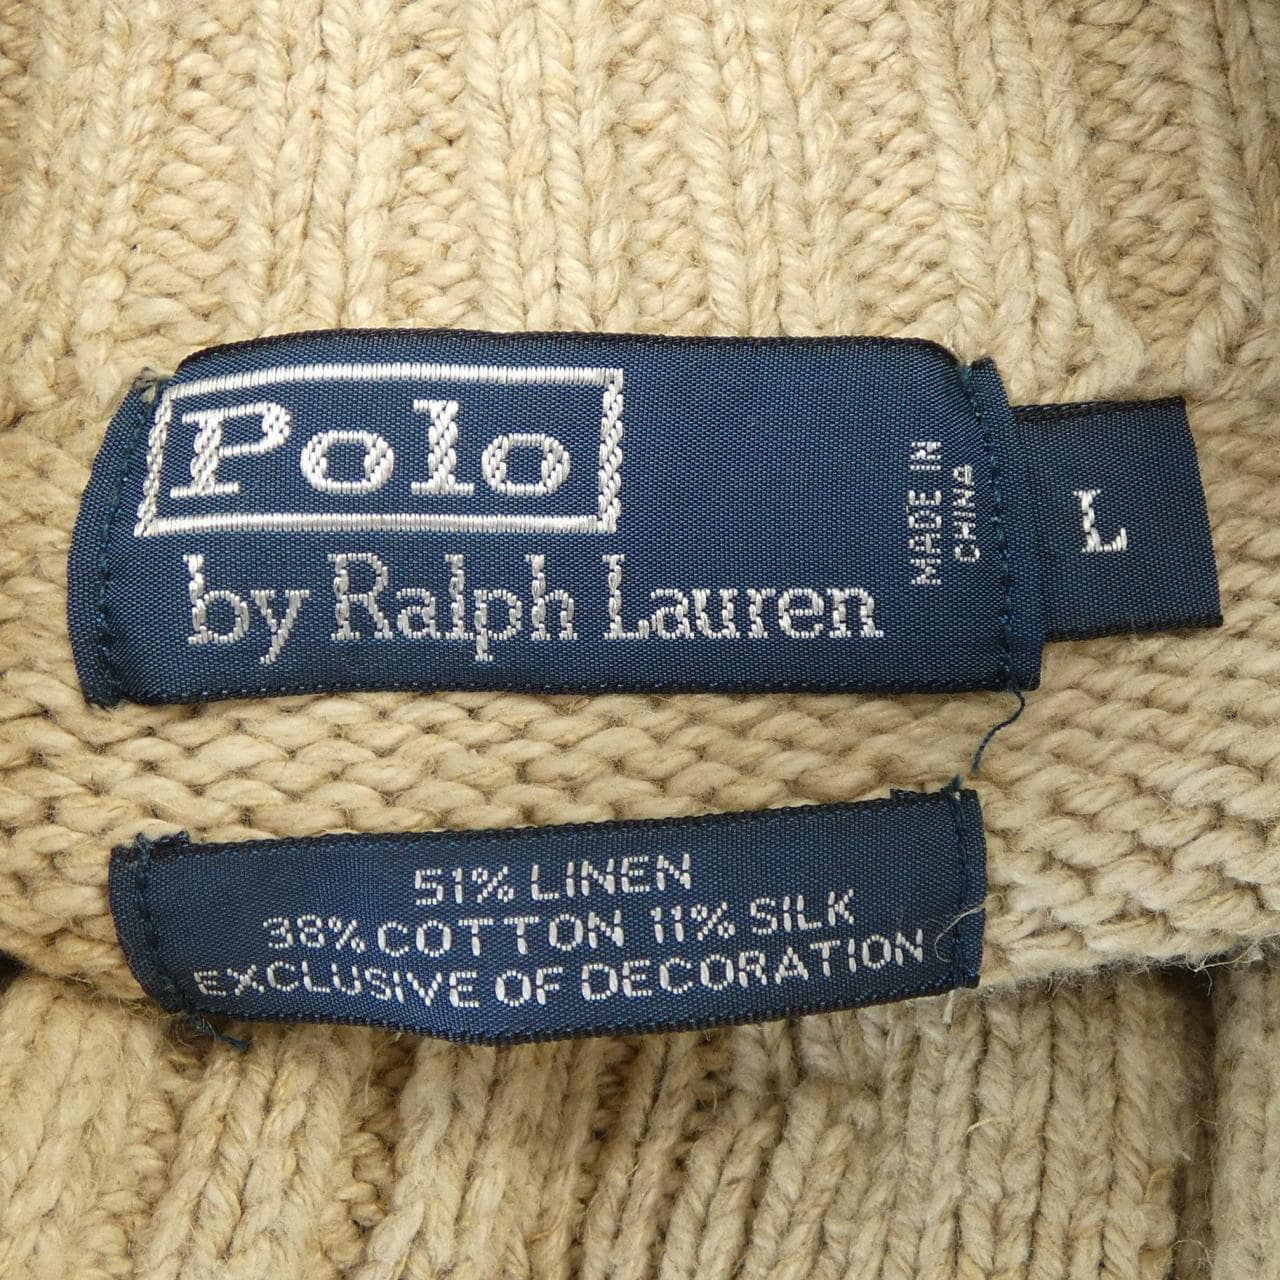 Polo
by Ralph Lauren
MADE IN
CHINA
L
51% LINEN
38% COTTON 11% SILK
EXCLUSIVE OF DECORATION